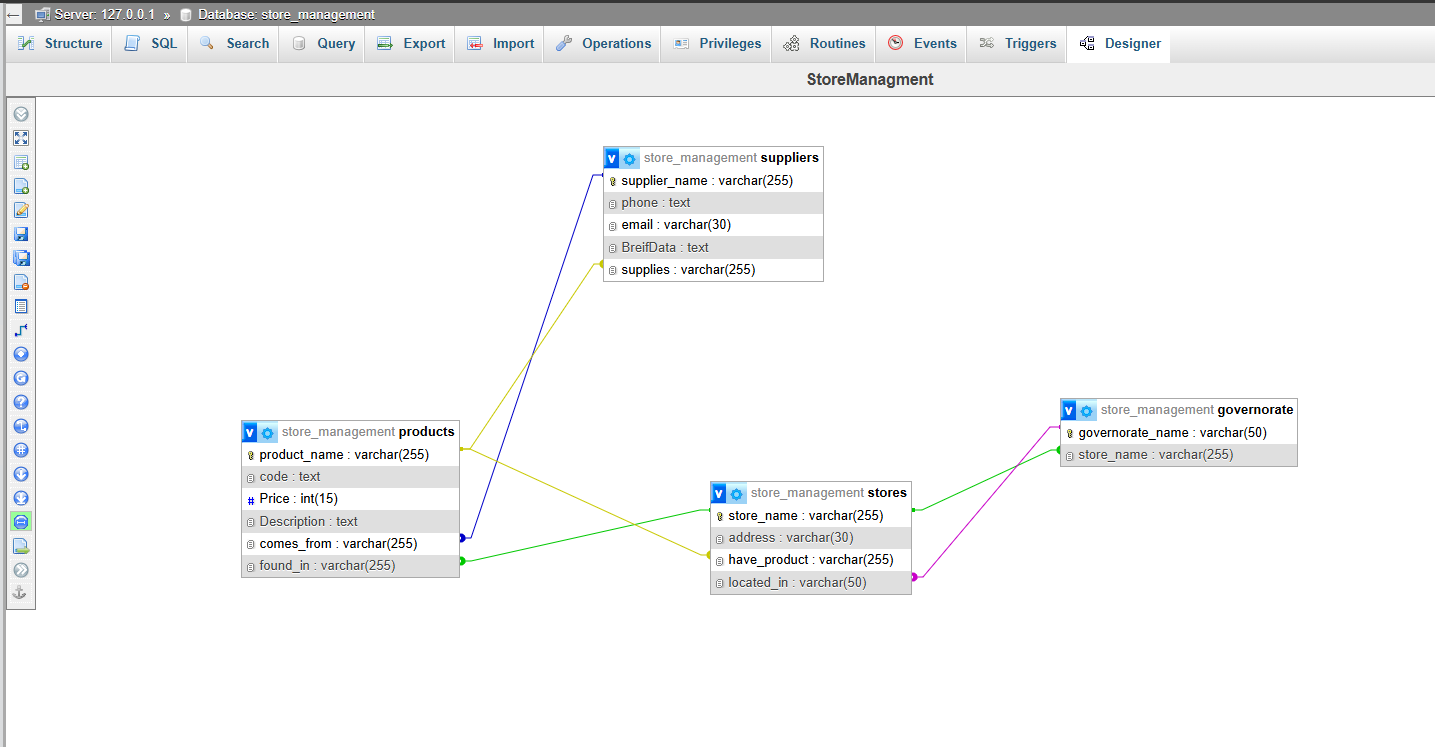 Server: 127.0.0.1 » Database: store_management
Structure SQL Search Query Export Import Operations Privileges Routines Events Triggers Designer
StoreManagment
store_management suppliers
supplier_name : varchar(255)
phone : text
email : varchar(30)
BreifData : text
supplies : varchar(255)
store_management products
product_name : varchar(255)
code : text
# Price : int(15)
Description : text
comes_from : varchar(255)
found_in : varchar(255)
store_management stores
store_name : varchar(255)
address : varchar(30)
have_product : varchar(255)
located_in : varchar(50)
store_management governorate
governorate_name : varchar(50)
store_name : varchar(255)